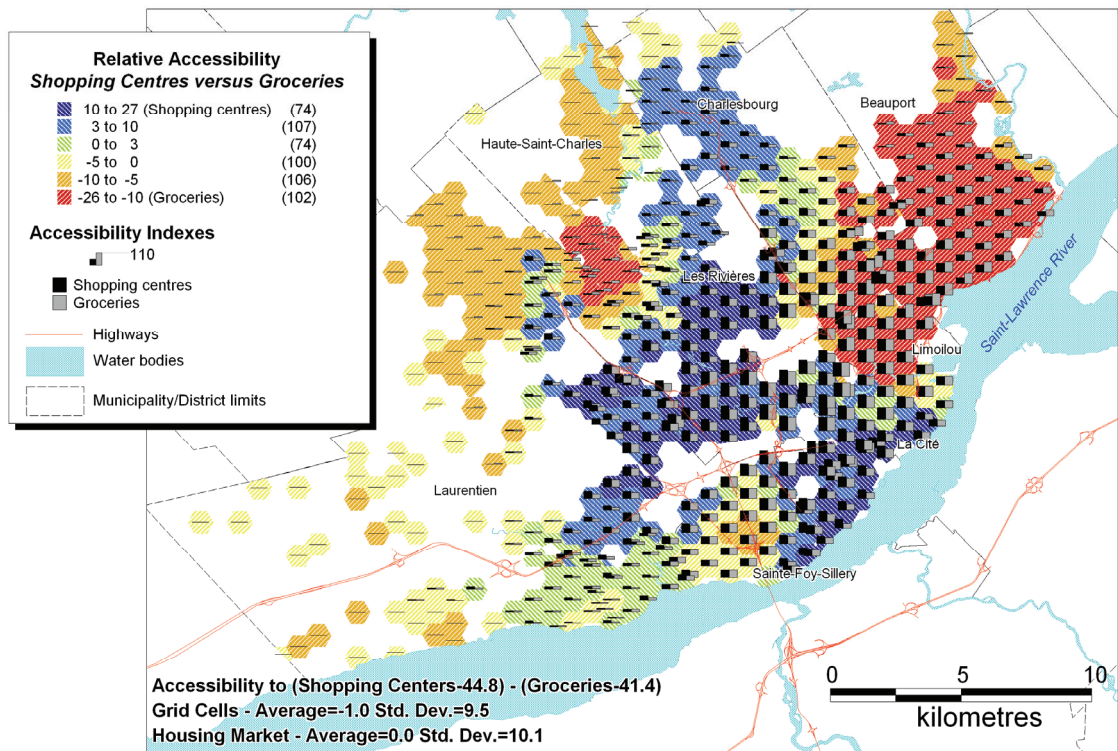 Relative Accessibility
Shopping Centres versus Groceries
10 to 27 (Shopping centres) (74)
3 to 10 (107)
0 to 3 (74)
-5 to 0 (100)
-10 to -5 (106)
-26 to -10 (Groceries) (102)
Accessibility Indexes
110
Shopping centres
Groceries
Highways
Water bodies
Municipality/District limits
Charlesbourg
Beauport
Haute-Saint-Charles
Les Rivières
Saint-Lawrence River
Limoilou
La Cité
Laurentien
Sainte-Foy-Sillery
Accessibility to (Shopping Centers-44.8) - (Groceries-41.4)
Grid Cells - Average=-1.0 Std. Dev.=9.5
Housing Market - Average=0.0 Std. Dev.=10.1
0 5 10
kilometres